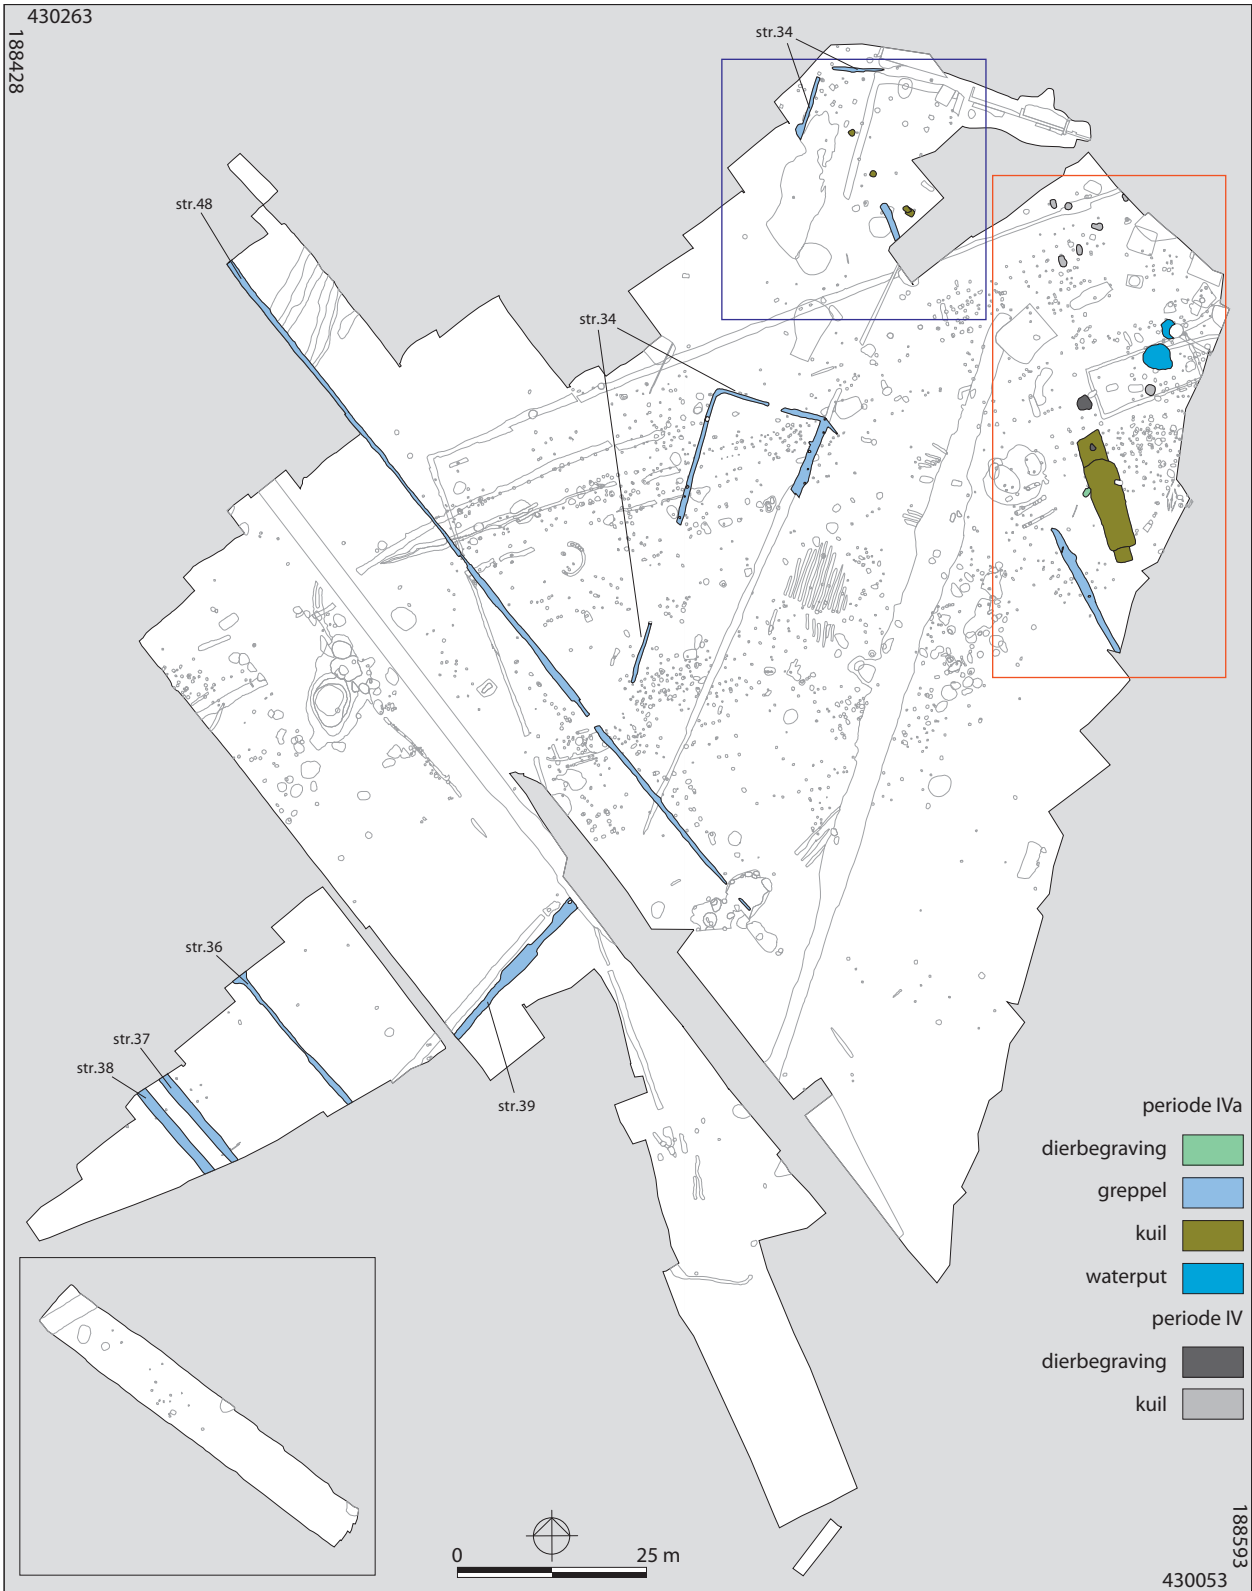 430263
188428
str.34
str.48
str.34
str.36
str.37
str.38
str.39
periode IVa
dierbegraving
greppel
kuil
waterput
periode IV
dierbegraving
kuil
0 25 m
188593
430053